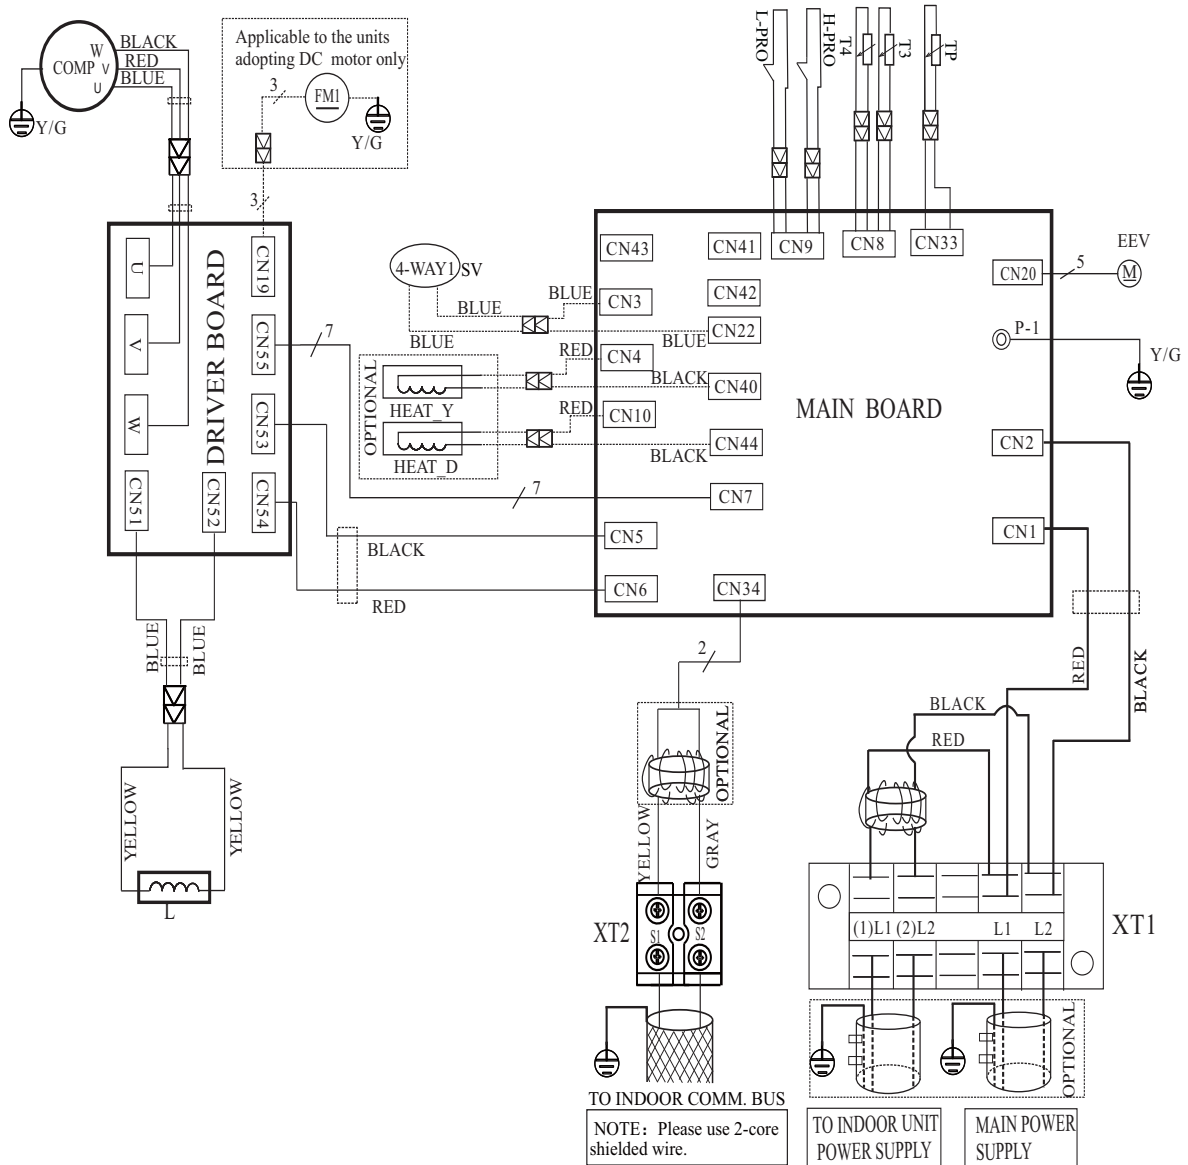 BLACK
RED
BLUE
W
COMP V
U
Y/G
Applicable to the units
adopting DC motor only
3
FM1
Y/G
3
L-PRO
H-PRO
T4
T3
TP
U
V
W
DRIVER BOARD
CN19
CN55
CN53
CN54
CN51
CN52
7
4-WAY1 SV
BLUE
BLUE
BLUE
BLUE
OPTIONAL
HEAT_Y
HEAT_D
RED
BLACK
RED
BLACK
7
BLACK
RED
CN43
CN41
CN9
CN8
CN33
CN3
CN42
CN22
CN4
CN40
CN10
CN44
CN7
CN5
CN6
CN34
MAIN BOARD
CN20
P-1
CN2
CN1
5
EEV
M
Y/G
BLUE
BLUE
YELLOW
YELLOW
L
2
OPTIONAL
YELLOW
GRAY
XT2
S1
S2
TO INDOOR COMM. BUS
NOTE: Please use 2-core
shielded wire.
RED
BLACK
BLACK
RED
(1)L1 (2)L2 L1 L2
XT1
OPTIONAL
TO INDOOR UNIT
POWER SUPPLY
MAIN POWER
SUPPLY